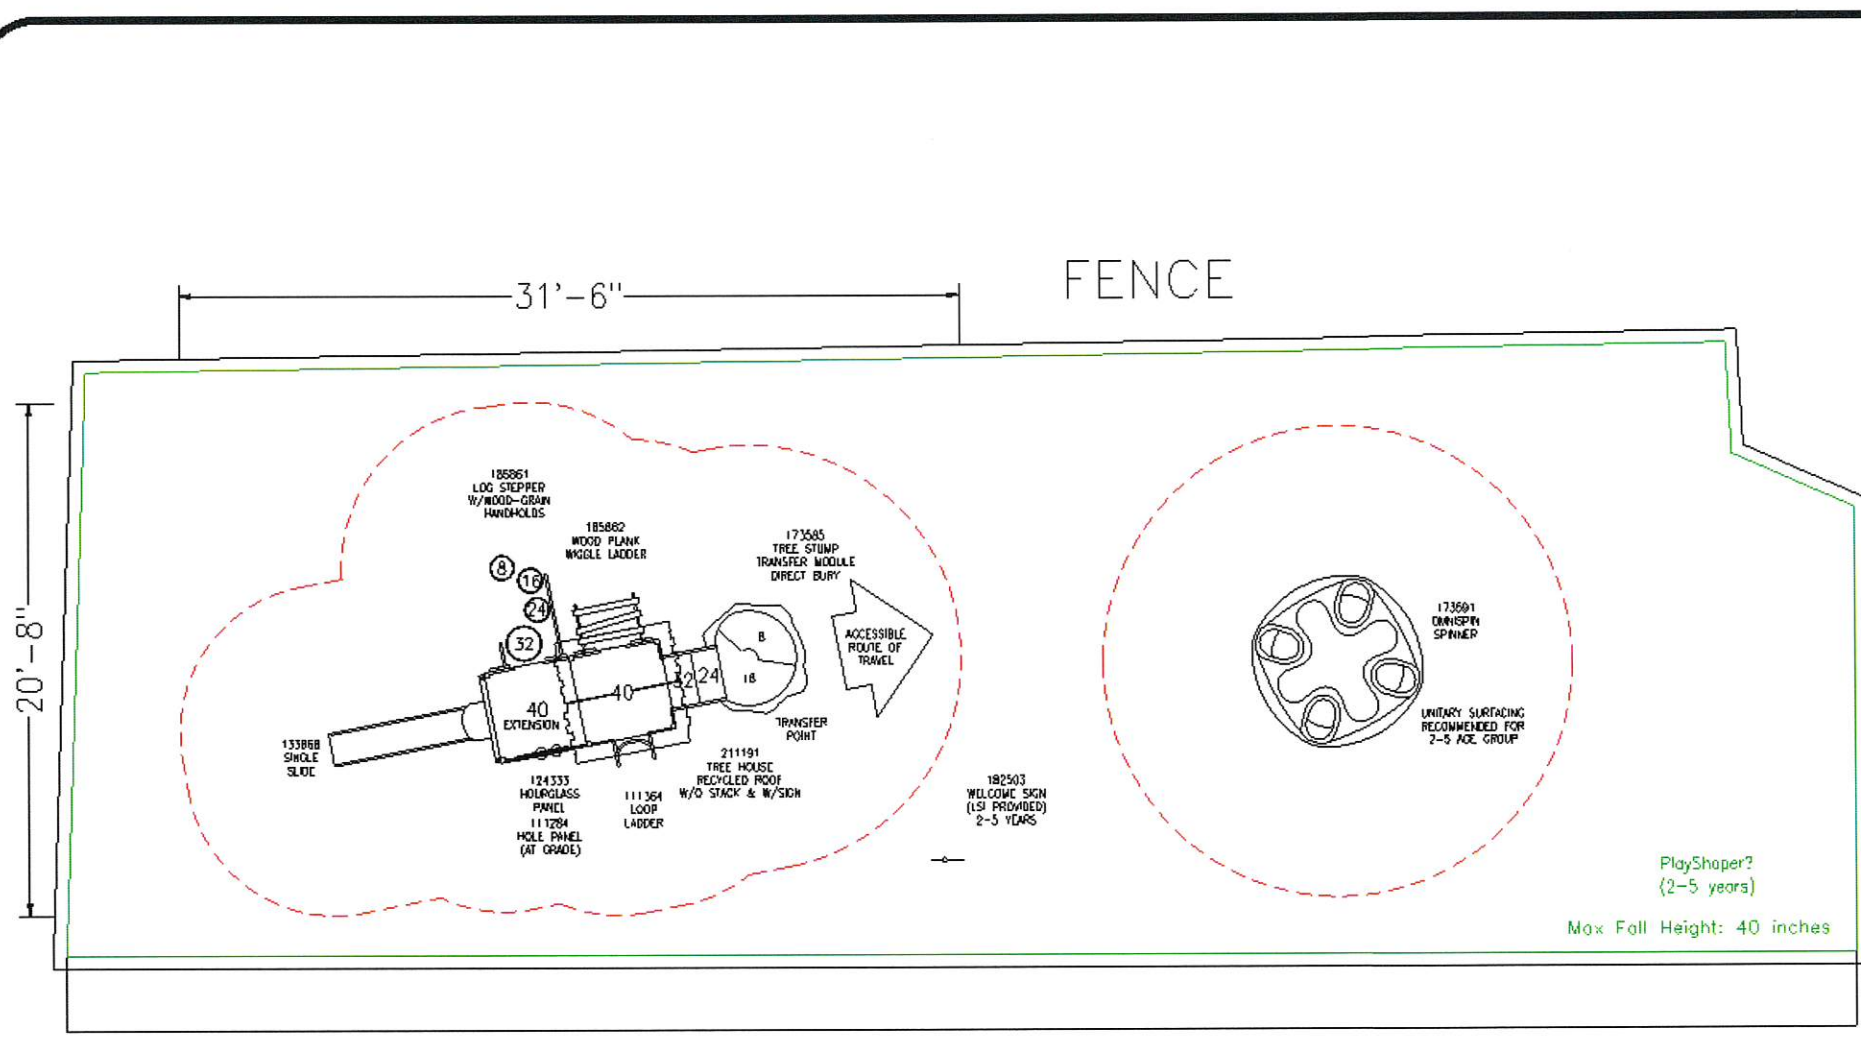 FENCE
31'-6"
20'-8"
185861
LOG STEPPER
W/WOOD-GRAIN
HANDHOLDS
185862
WOOD PLANK
WIGGLE LADDER
173585
TREE STUMP
TRANSFER MODULE
DIRECT BURY
8
16
24
32
ACCESSIBLE
ROUTE OF
TRAVEL
8
16
32
24
40
40
EXTENSION
TRANSFER
POINT
133868
SINGLE
SLIDE
124333
HOURGLASS
PANEL
111284
HOLE PANEL
(AT GRADE)
111364
LOOP
LADDER
211191
TREE HOUSE
RECYCLED ROOF
W/O STACK & W/SIGN
182503
WELCOME SIGN
(LSI PROVIDED)
2-5 YEARS
173591
OMNISPIN
SPINNER
UNITARY SURFACING
RECOMMENDED FOR
2-5 AGE GROUP
PlayShaper?
(2-5 years)
Max Fall Height: 40 inches